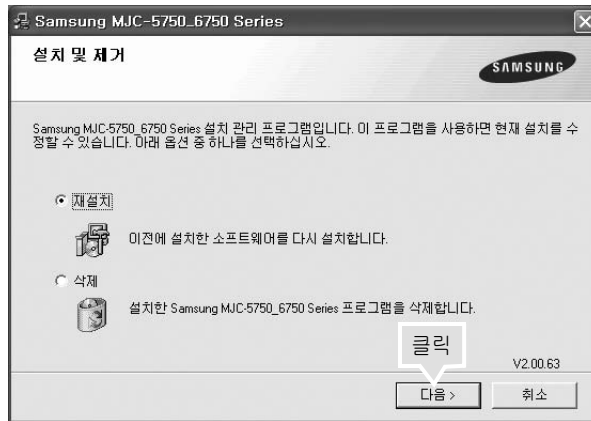 Samsung MJC-5750_6750 Series
설치 및 제거
SAMSUNG
Samsung MJC-5750_6750 Series 설치 관리 프로그램입니다. 이 프로그램을 사용하면 현재 설치를 수
정할 수 있습니다. 아래 옵션 중 하나를 선택하십시오.
재설치
이전에 설치한 소프트웨어를 다시 설치합니다.
삭제
설치한 Samsung MJC-5750_6750 Series 프로그램을 삭제합니다.
클릭
V2.00.63
다음 >
취소